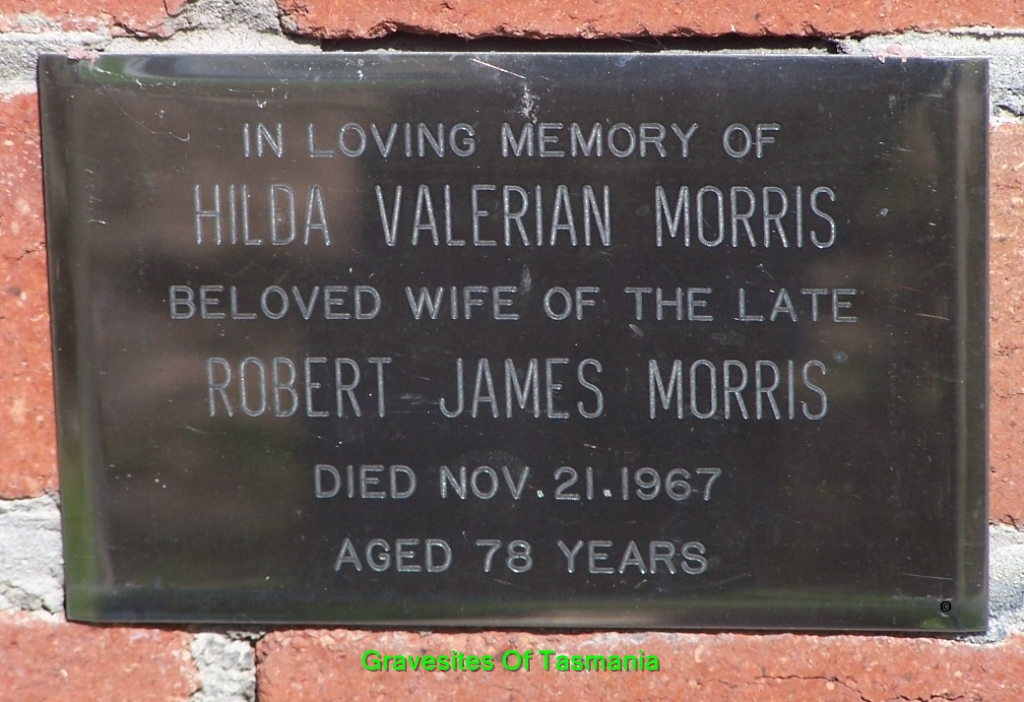 IN LOVING MEMORY OF
HILDA VALERIAN MORRIS
BELOVED WIFE OF THE LATE
ROBERT JAMES MORRIS
DIED NOV. 21. 1967
AGED 78 YEARS
Gravesites Of Tasmania